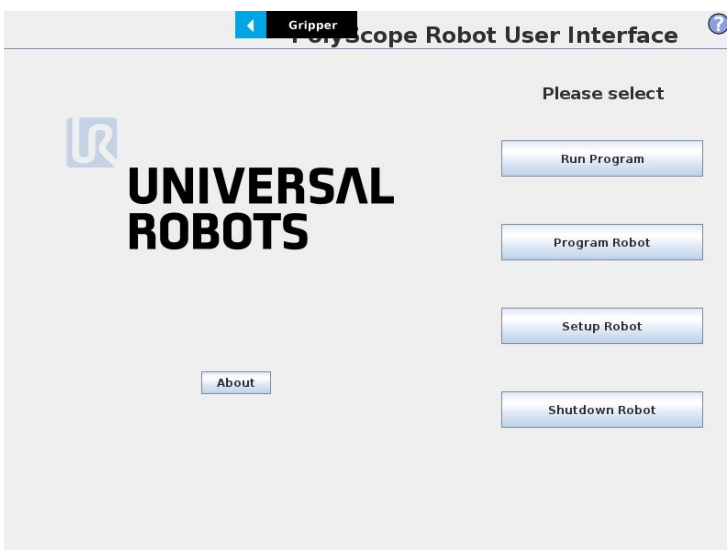 Gripper
PolyScope Robot User Interface
?
Please select
UR
UNIVERSAL
ROBOTS
Run Program
Program Robot
Setup Robot
About
Shutdown Robot